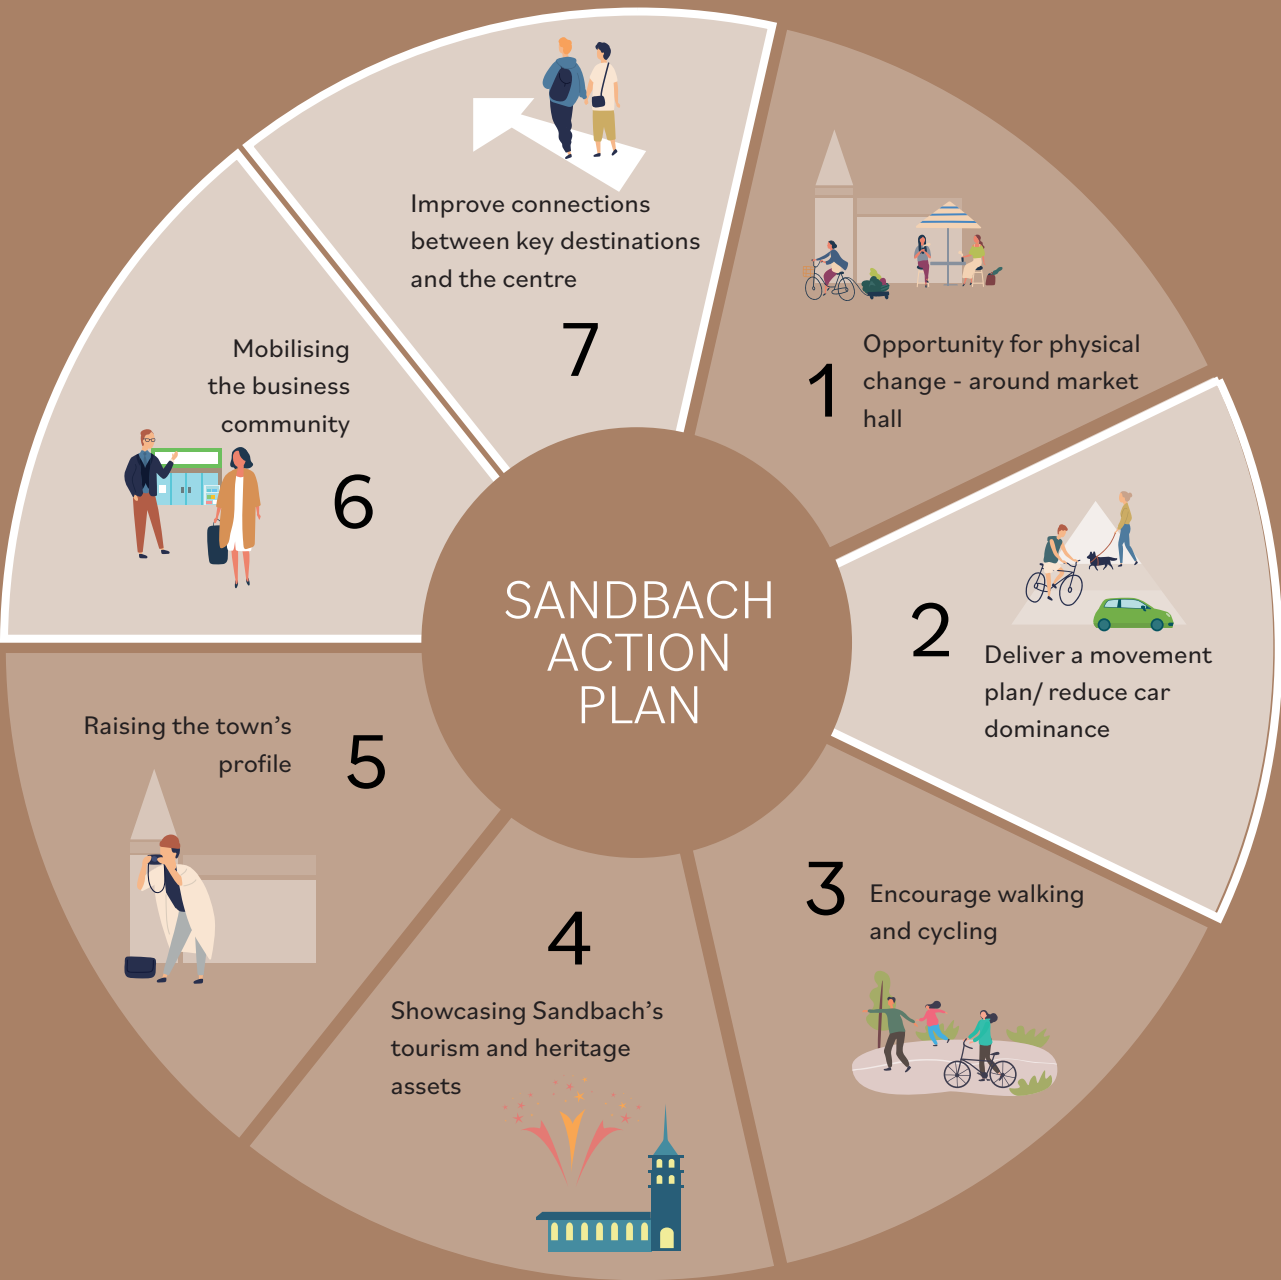 SANDBACH
ACTION
PLAN
1
Opportunity for physical
change - around market
hall
2
Deliver a movement
plan/ reduce car
dominance
3
Encourage walking
and cycling
4
Showcasing Sandbach’s
tourism and heritage
assets
5
Raising the town’s
profile
6
Mobilising
the business
community
7
Improve connections
between key destinations
and the centre